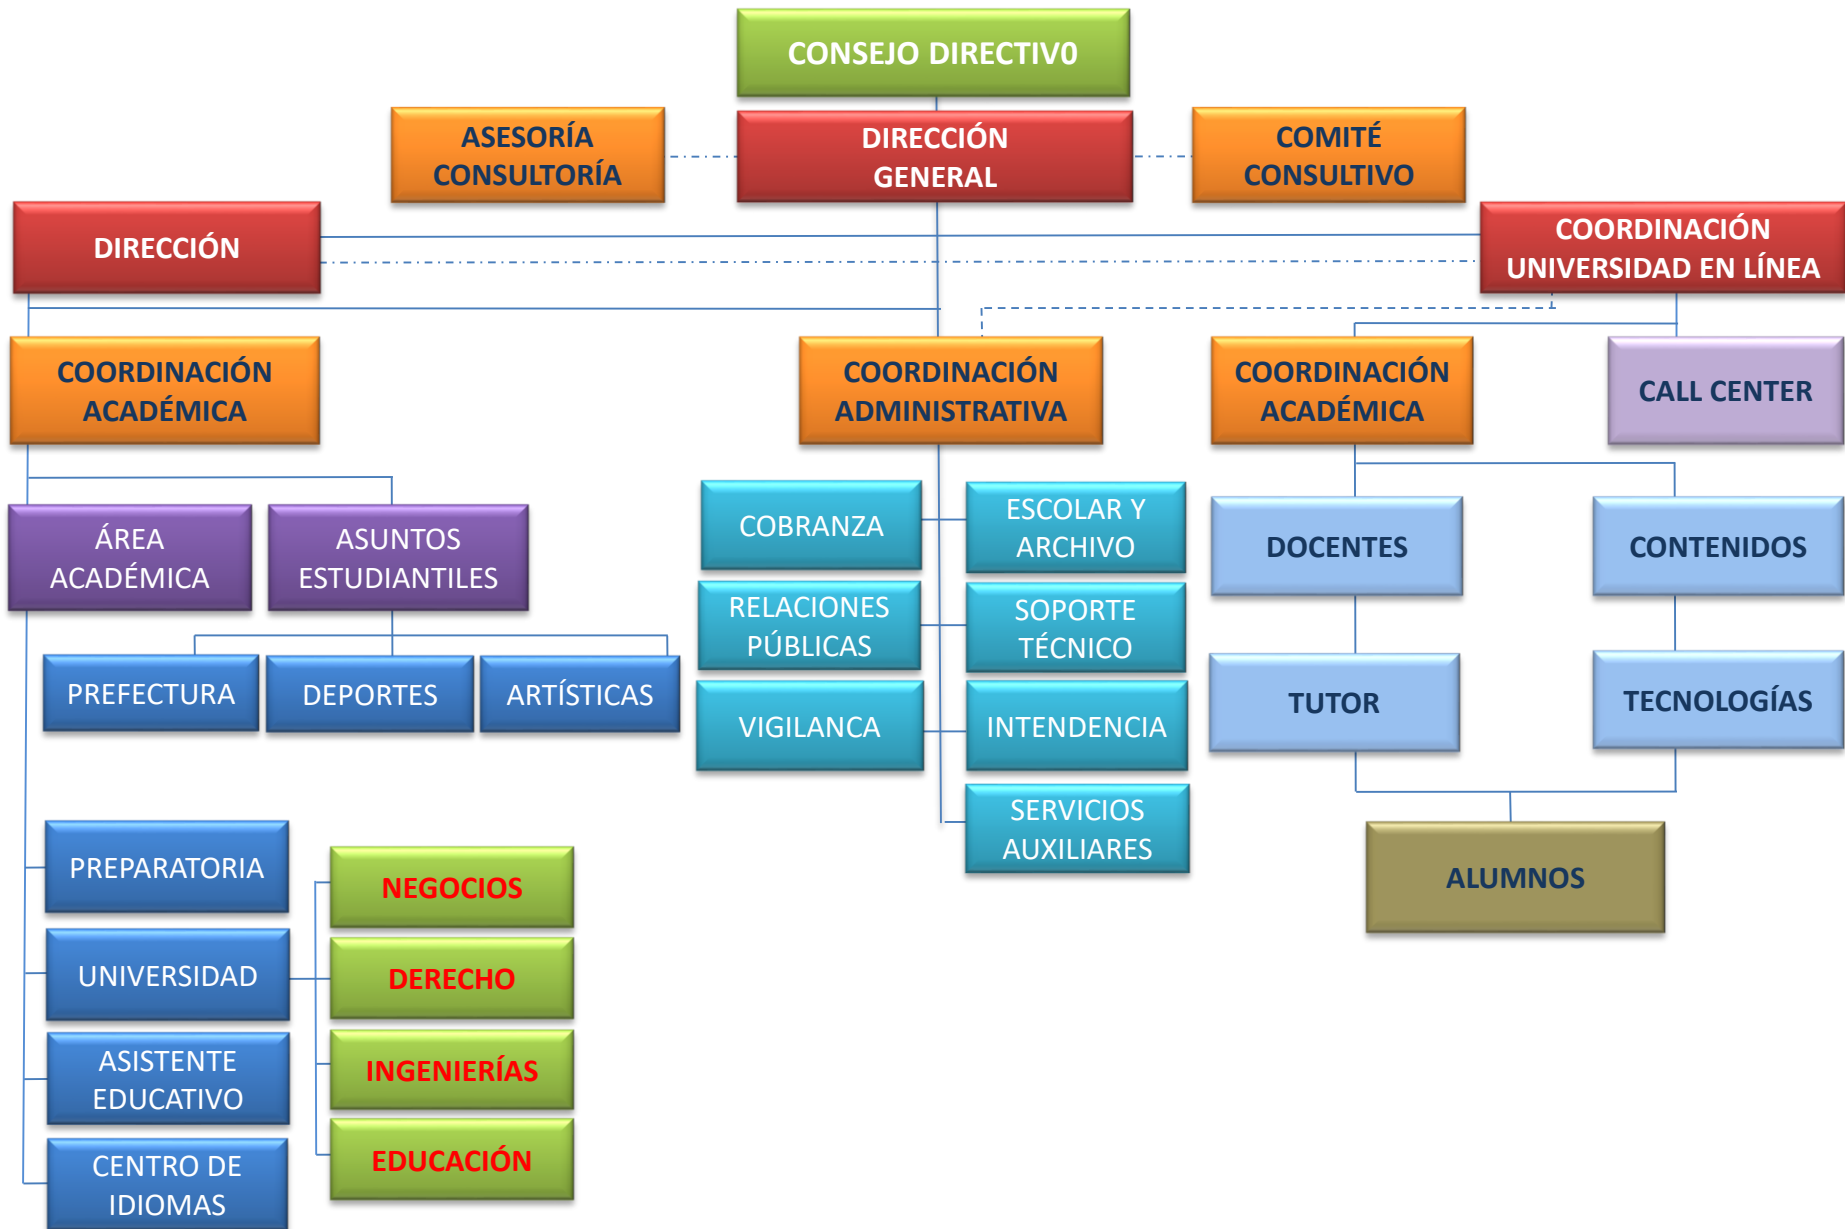 CONSEJO DIRECTIV0
ASESORÍA
CONSULTORÍA
DIRECCIÓN
GENERAL
COMITÉ
CONSULTIVO
DIRECCIÓN
COORDINACIÓN
UNIVERSIDAD EN LÍNEA
COORDINACIÓN
ACADÉMICA
COORDINACIÓN
ADMINISTRATIVA
COORDINACIÓN
ACADÉMICA
CALL CENTER
ÁREA
ACADÉMICA
ASUNTOS
ESTUDIANTILES
COBRANZA
ESCOLAR Y
ARCHIVO
DOCENTES
CONTENIDOS
RELACIONES
PÚBLICAS
SOPORTE
TÉCNICO
PREFECTURA
DEPORTES
ARTÍSTICAS
VIGILANCA
INTENDENCIA
TUTOR
TECNOLOGÍAS
SERVICIOS
AUXILIARES
ALUMNOS
PREPARATORIA
UNIVERSIDAD
ASISTENTE
EDUCATIVO
CENTRO DE
IDIOMAS
NEGOCIOS
DERECHO
INGENIERÍAS
EDUCACIÓN